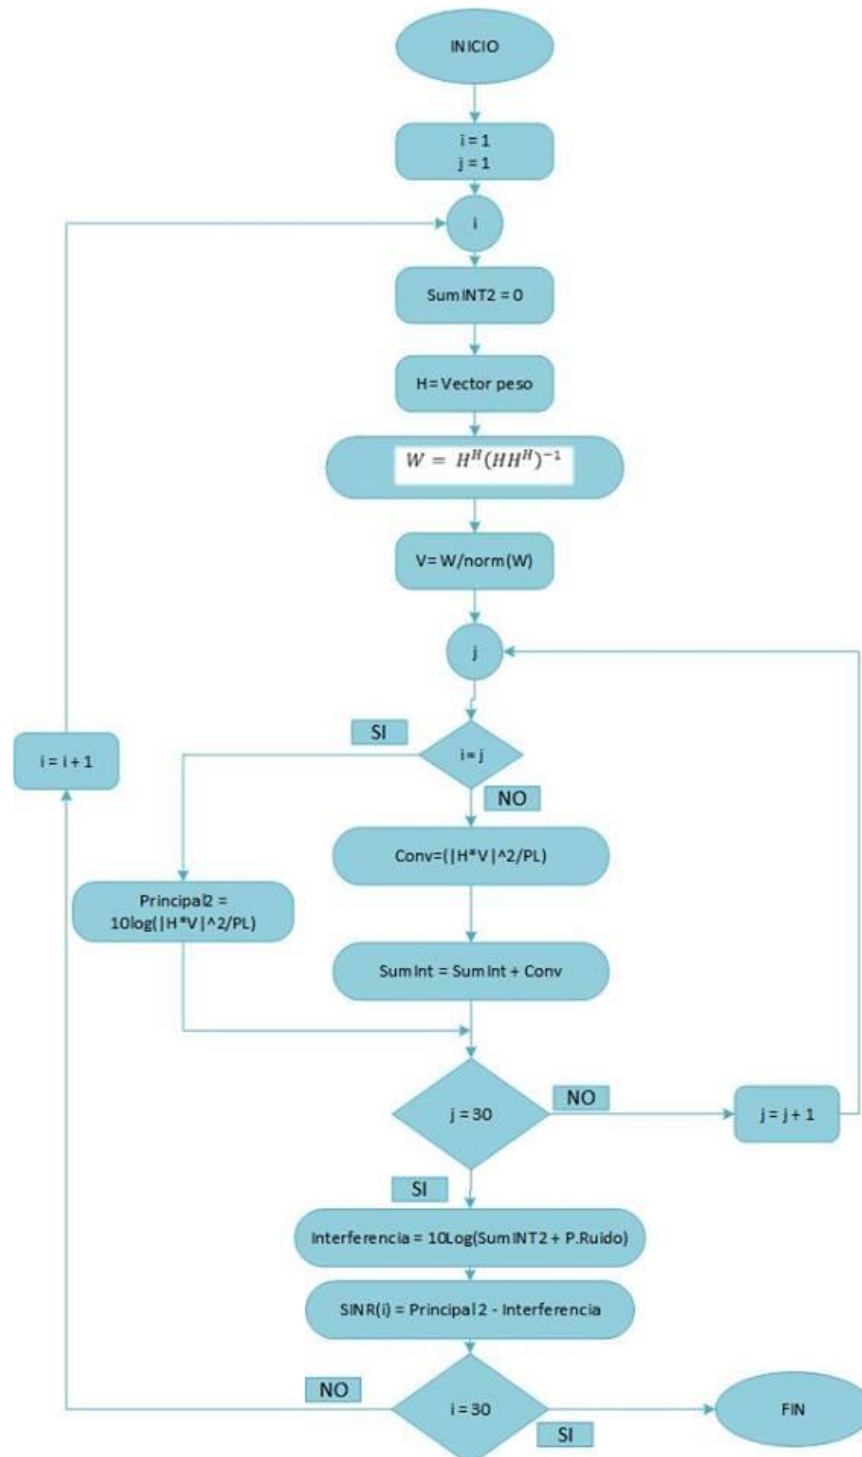 INICIO
i = 1
j = 1
i
SumINT2 = 0
H= Vector peso
W = H^H(HH^H)^-1
V= W/norm(W)
j
SI
i = j
i = i + 1
NO
Conv=(|H*V|^2/PL)
Principal2 =
10log(|H*V|^2/PL)
SumInt = SumInt + Conv
j = 30
NO
j = j + 1
SI
Interferencia = 10Log(SumINT2 + P.Ruido)
SINR(i) = Principal2 - Interferencia
NO
i = 30
SI
FIN